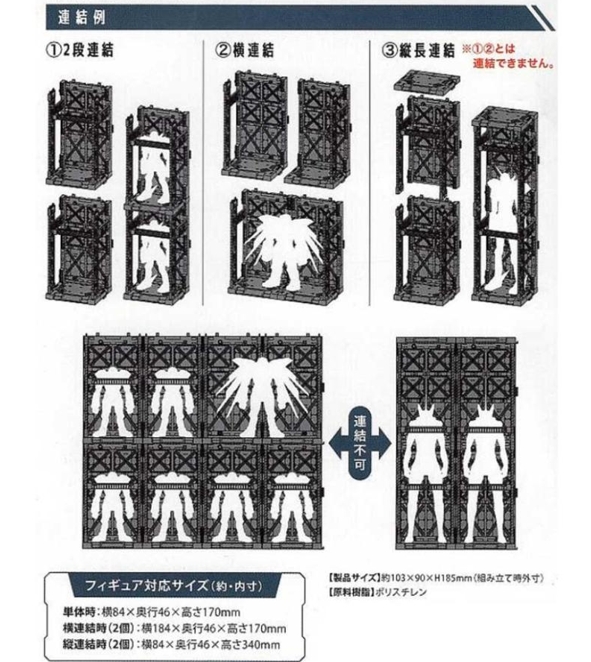 連結例
①2段連結
②横連結
③縦長連結
※①②とは
連結できません。
連結不可
フィギュア対応サイズ(約・内寸)
単体時:横84×奥行46×高さ170mm
横連結時(2個):横184×奥行46×高さ170mm
縦連結時(2個):横84×奥行46×高さ340mm
【製品サイズ】約103×90×H185mm(組み立て時外寸)
【原料樹脂】ポリスチレン